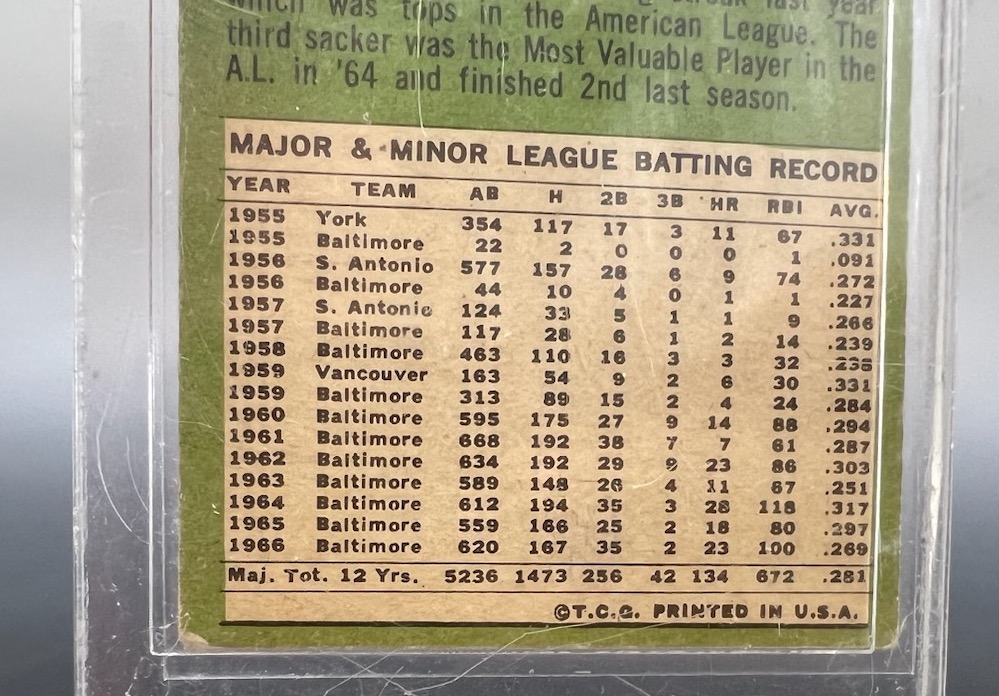 streak last year
which was tops in the American League. The
third sacker was the Most Valuable Player in the
A.L. in '64 and finished 2nd last season.
MAJOR & MINOR LEAGUE BATTING RECORD
YEAR TEAM AB H 2B 3B HR RBI AVG.
1955 York 354 117 17 3 11 67 .331
1955 Baltimore 22 2 0 0 0 1 .091
1956 S. Antonio 577 157 28 6 9 74 .272
1956 Baltimore 44 10 4 0 1 1 .227
1957 S. Antonio 124 33 5 1 1 9 .266
1957 Baltimore 117 28 6 1 2 14 .239
1958 Baltimore 463 110 16 3 3 32 .238
1959 Vancouver 163 54 9 2 6 30 .331
1959 Baltimore 313 89 15 2 4 24 .284
1960 Baltimore 595 175 27 9 14 88 .294
1961 Baltimore 668 192 38 7 7 61 .287
1962 Baltimore 634 192 29 9 23 86 .303
1963 Baltimore 589 148 26 4 11 67 .251
1964 Baltimore 612 194 35 3 28 118 .317
1965 Baltimore 559 166 25 2 18 80 .297
1966 Baltimore 620 167 35 2 23 100 .269
Maj. Tot. 12 Yrs. 5236 1473 256 42 134 672 .281
©T.C.G. PRINTED IN U.S.A.